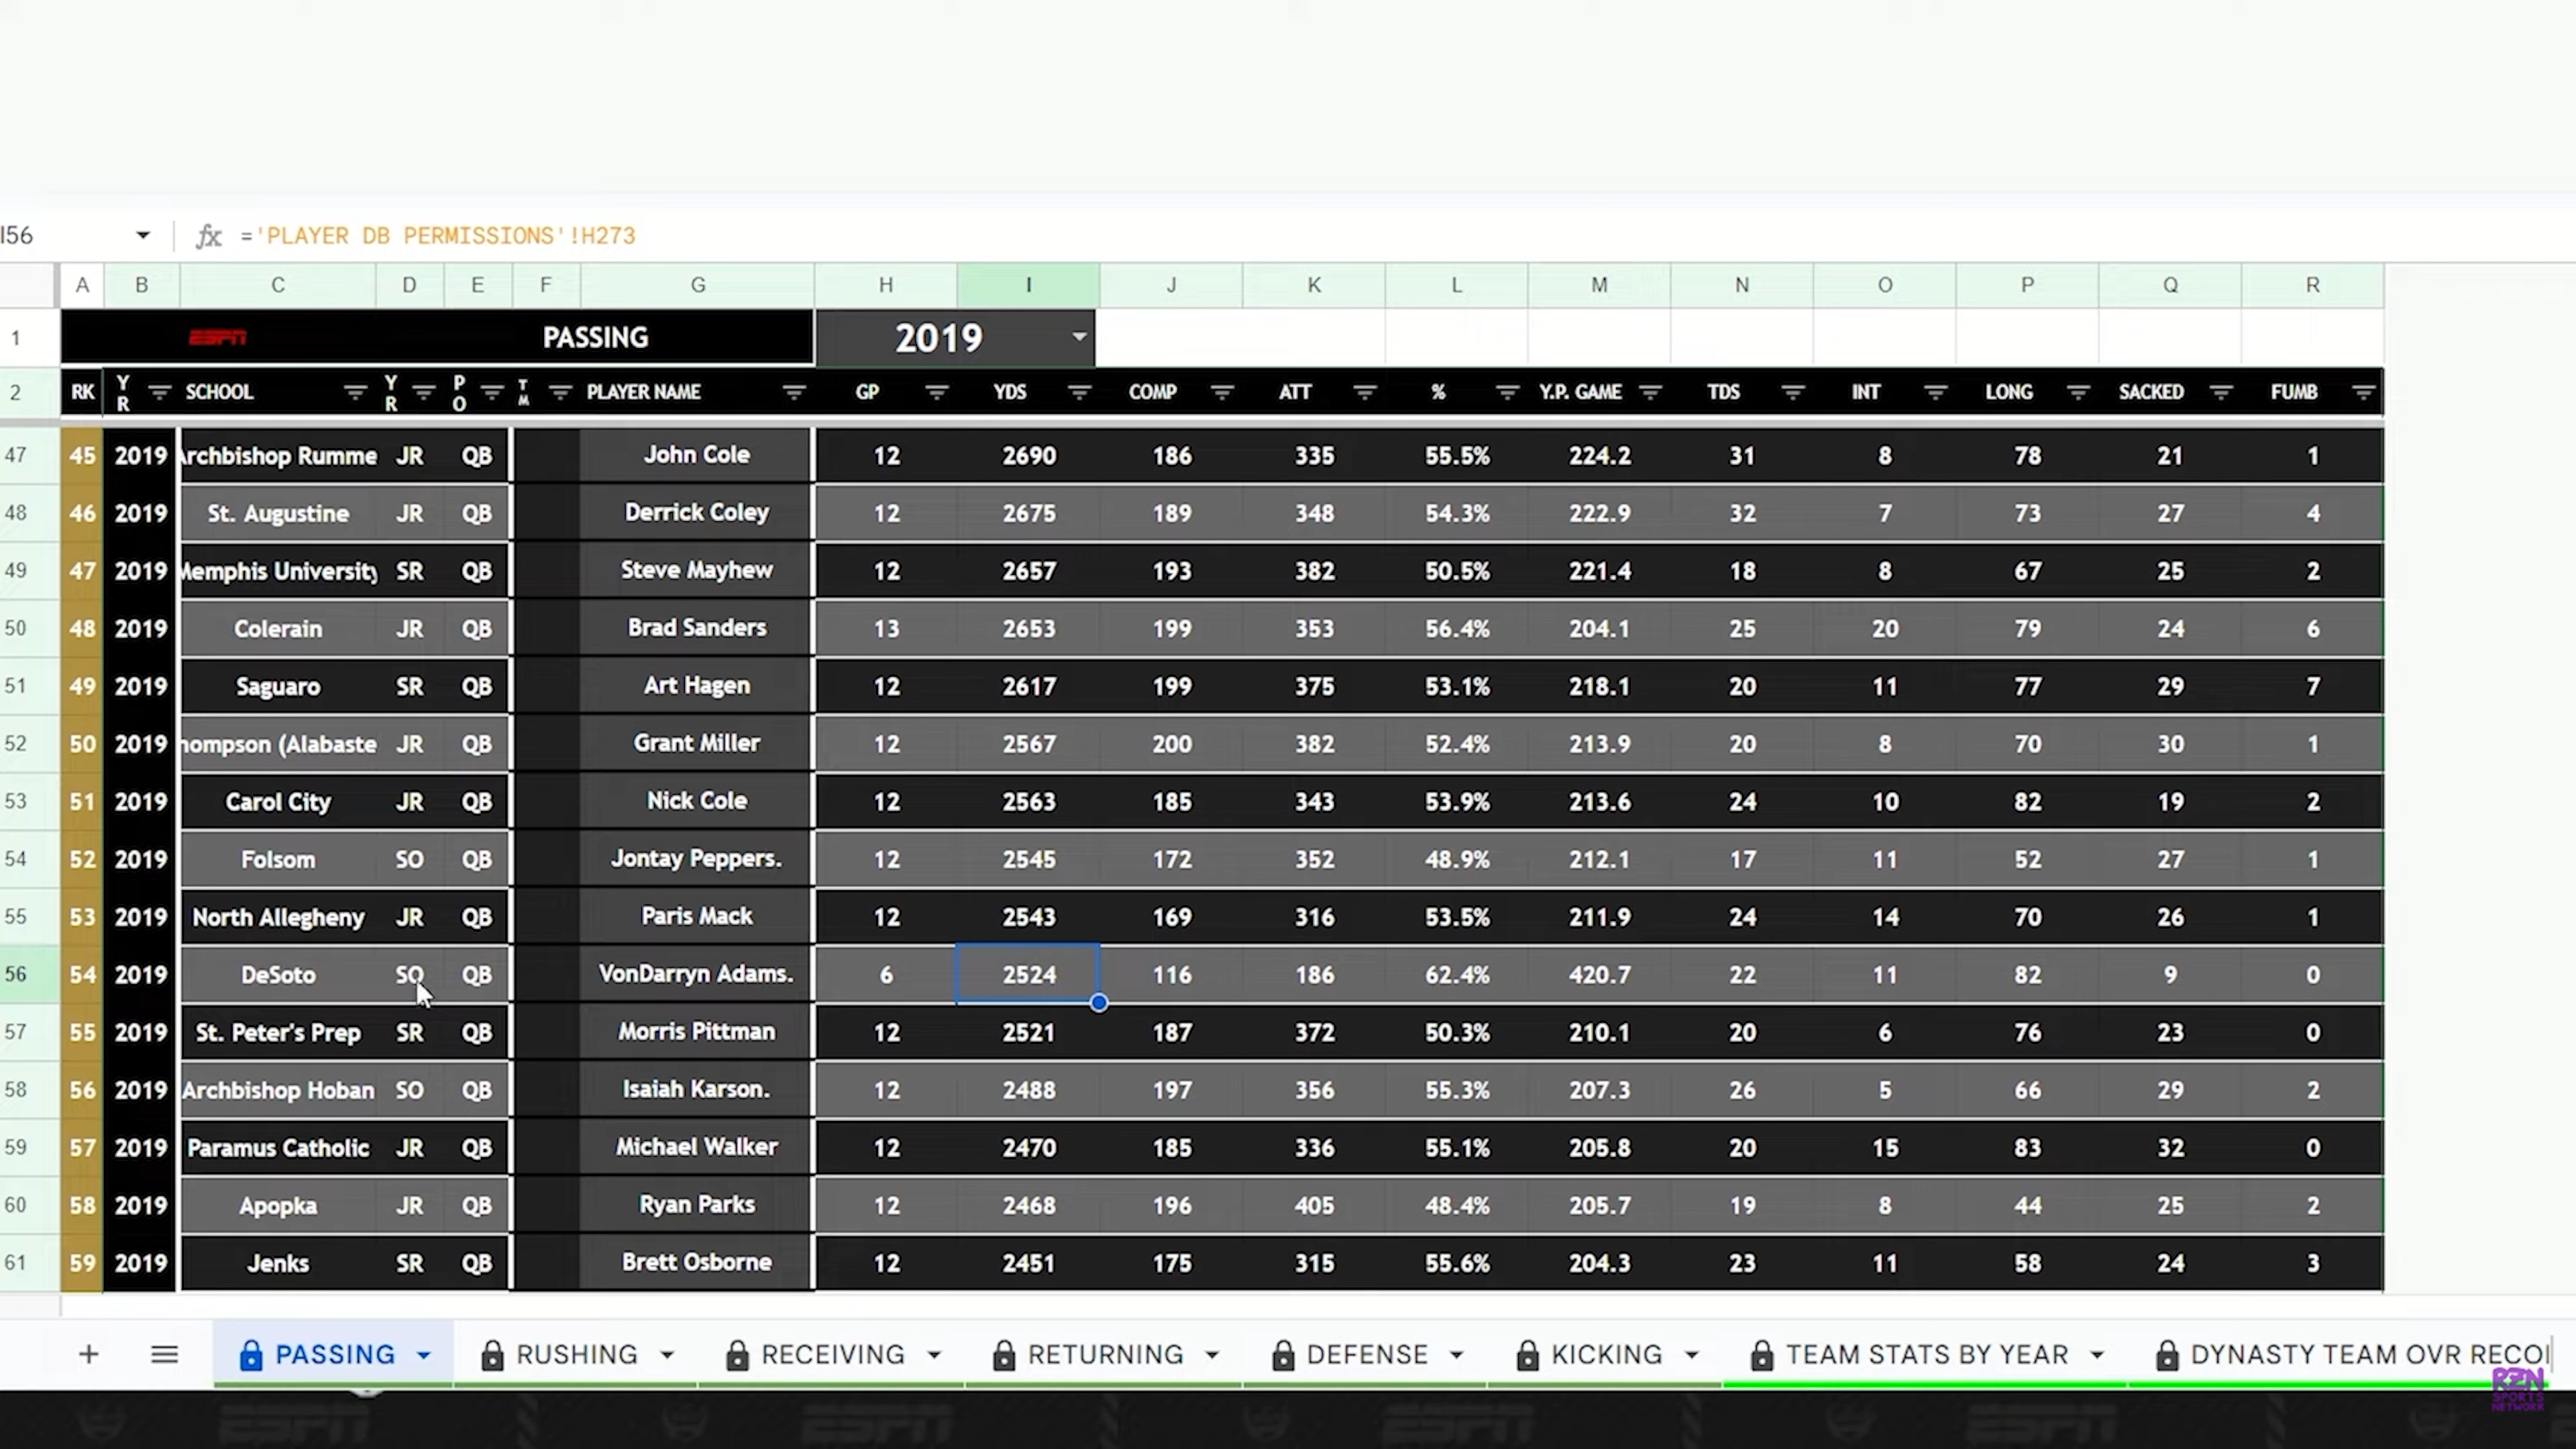 I56 fx ='PLAYER DB PERMISSIONS'!H273
A B C D E F G H I J K L M N O P Q R
1 ESPN PASSING 2019
2 RK YR SCHOOL YR PO TM PLAYER NAME GP YDS COMP ATT % Y.P. GAME TDS INT LONG SACKED FUMB
47 45 2019 Archbishop Rumme JR QB John Cole 12 2690 186 335 55.5% 224.2 31 8 78 21 1
48 46 2019 St. Augustine JR QB Derrick Coley 12 2675 189 348 54.3% 222.9 32 7 73 27 4
49 47 2019 Memphis University SR QB Steve Mayhew 12 2657 193 382 50.5% 221.4 18 8 67 25 2
50 48 2019 Colerain JR QB Brad Sanders 13 2653 199 353 56.4% 204.1 25 20 79 24 6
51 49 2019 Saguaro SR QB Art Hagen 12 2617 199 375 53.1% 218.1 20 11 77 29 7
52 50 2019 hompson (Alabaste JR QB Grant Miller 12 2567 200 382 52.4% 213.9 20 8 70 30 1
53 51 2019 Carol City JR QB Nick Cole 12 2563 185 343 53.9% 213.6 24 10 82 19 2
54 52 2019 Folsom SO QB Jontay Peppers. 12 2545 172 352 48.9% 212.1 17 11 52 27 1
55 53 2019 North Allegheny JR QB Paris Mack 12 2543 169 316 53.5% 211.9 24 14 70 26 1
56 54 2019 DeSoto SO QB VonDarryn Adams. 6 2524 116 186 62.4% 420.7 22 11 82 9 0
57 55 2019 St. Peter's Prep SR QB Morris Pittman 12 2521 187 372 50.3% 210.1 20 6 76 23 0
58 56 2019 Archbishop Hoban SO QB Isaiah Karson. 12 2488 197 356 55.3% 207.3 26 5 66 29 2
59 57 2019 Paramus Catholic JR QB Michael Walker 12 2470 185 336 55.1% 205.8 20 15 83 32 0
60 58 2019 Apopka JR QB Ryan Parks 12 2468 196 405 48.4% 205.7 19 8 44 25 2
61 59 2019 Jenks SR QB Brett Osborne 12 2451 175 315 55.6% 204.3 23 11 58 24 3
+ PASSING RUSHING RECEIVING RETURNING DEFENSE KICKING TEAM STATS BY YEAR DYNASTY TEAM OVR RECO
RZN
SPORTS
NETWORK
ESPN ESPN ESPN ESPN